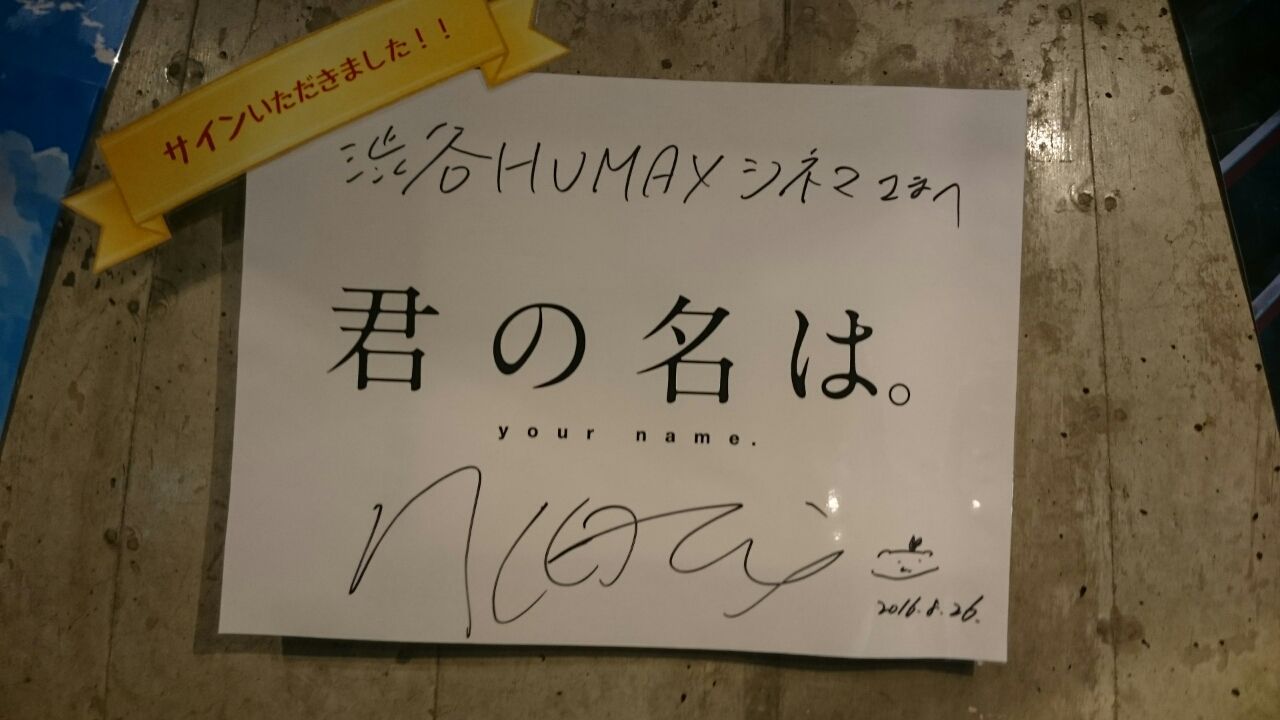 サインいただきました！！
渋谷HUMAXシネマさまへ
君の名は。
your name.
2016.8.26.